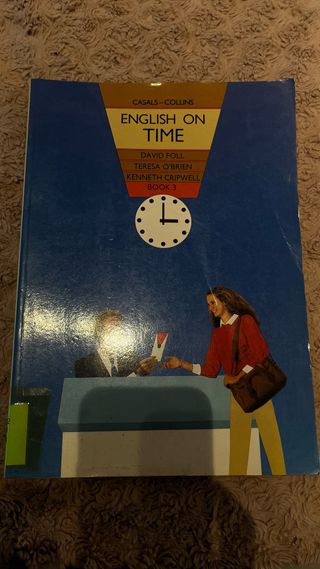 CASALS – COLLINS
ENGLISH ON
TIME
DAVID FOLL
TERESA O'BRIEN
KENNETH CRIPWELL
BOOK 3